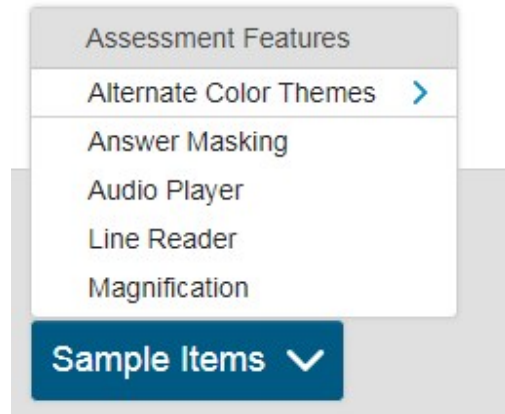 Assessment Features
Alternate Color Themes
Answer Masking
Audio Player
Line Reader
Magnification
Sample Items